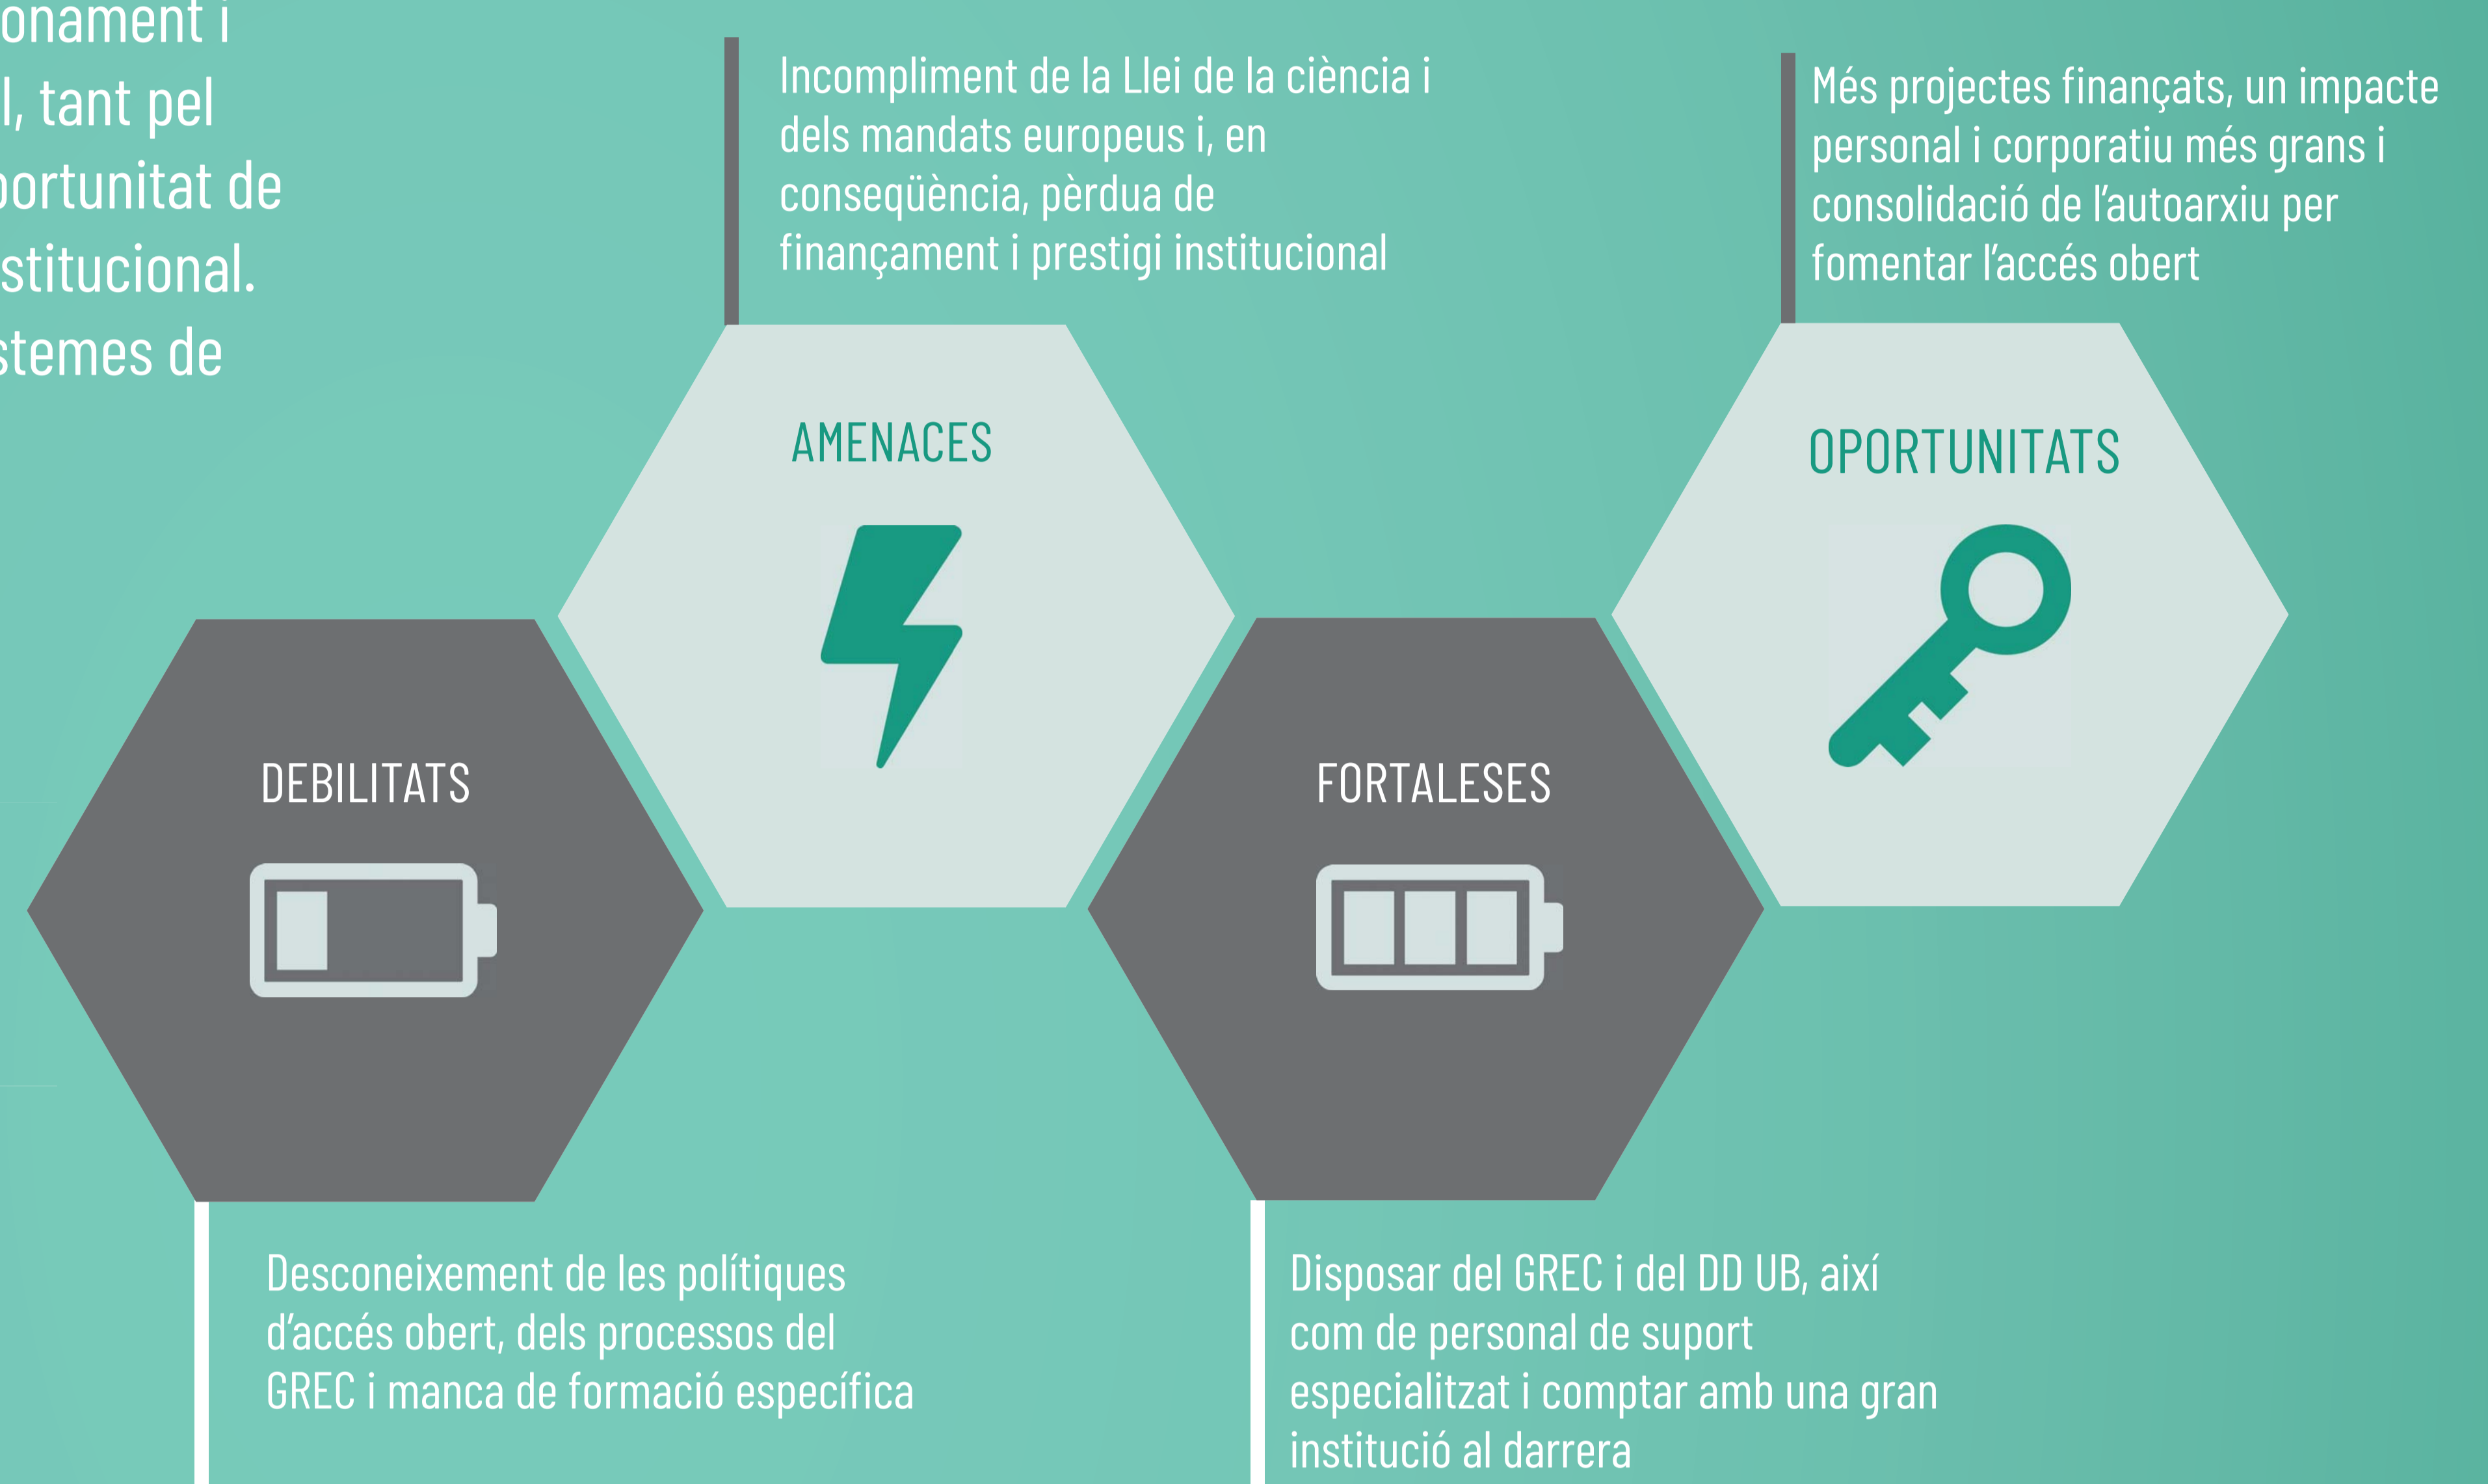 i
l, tant pel
de
stitucional.
de
Incompliment de la Llei de la ciència i
dels mandats europeus i, en
conseqüència, pèrdua de
finançament i prestigi institucional
Més projectes finançats, un impacte
personal i corporatiu més grans i
consolidació de l'autoarxiu per
fomentar l'accés obert
AMENACES
OPORTUNITATS
DEBILITATS
FORTALESES
Desconeixement de les polítiques
d'accés obert, dels processos del
GREC i manca de formació específica
Disposar del GREC i del DD UB, així
com de personal de suport
especialitzat i comptar amb una gran
institució al darrera